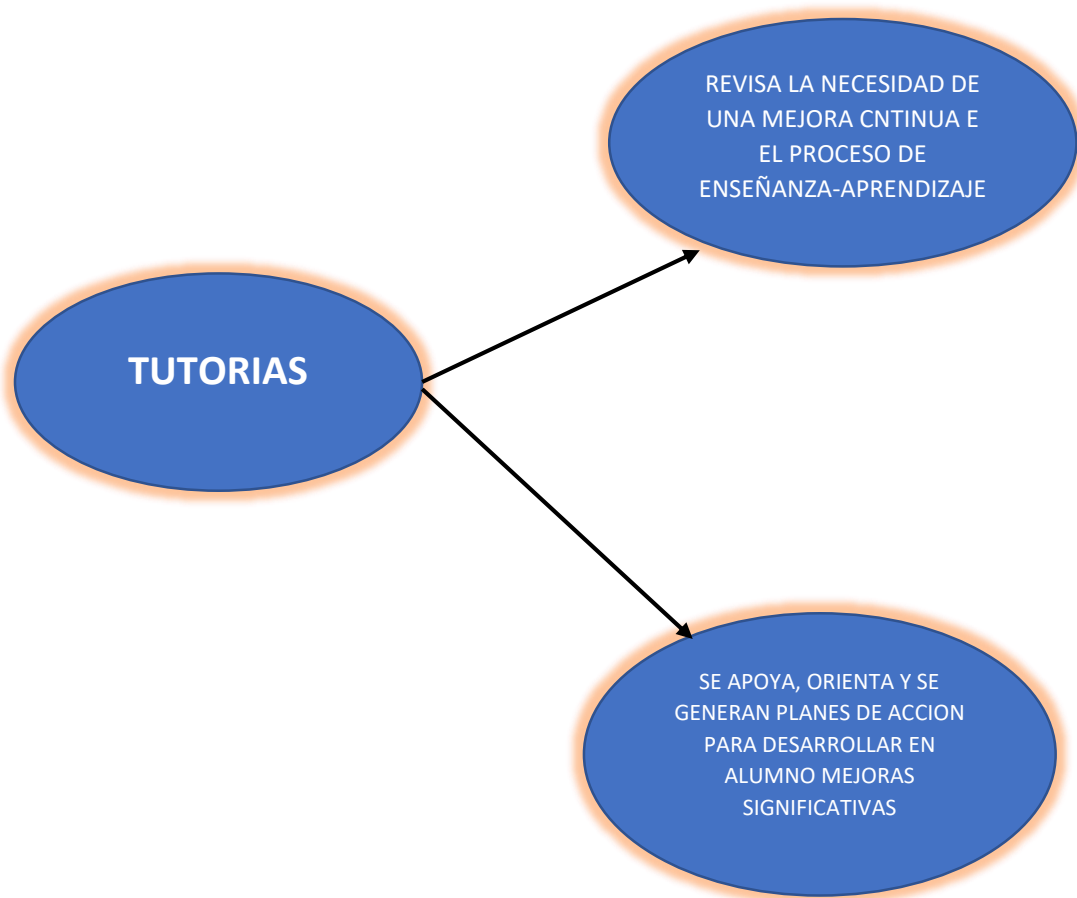 REVISA LA NECESIDAD DE
UNA MEJORA CNTINUA E
EL PROCESO DE
ENSEÑANZA-APRENDIZAJE
TUTORIAS
SE APOYA, ORIENTA Y SE
GENERAN PLANES DE ACCION
PARA DESARROLLAR EN
ALUMNO MEJORAS
SIGNIFICATIVAS